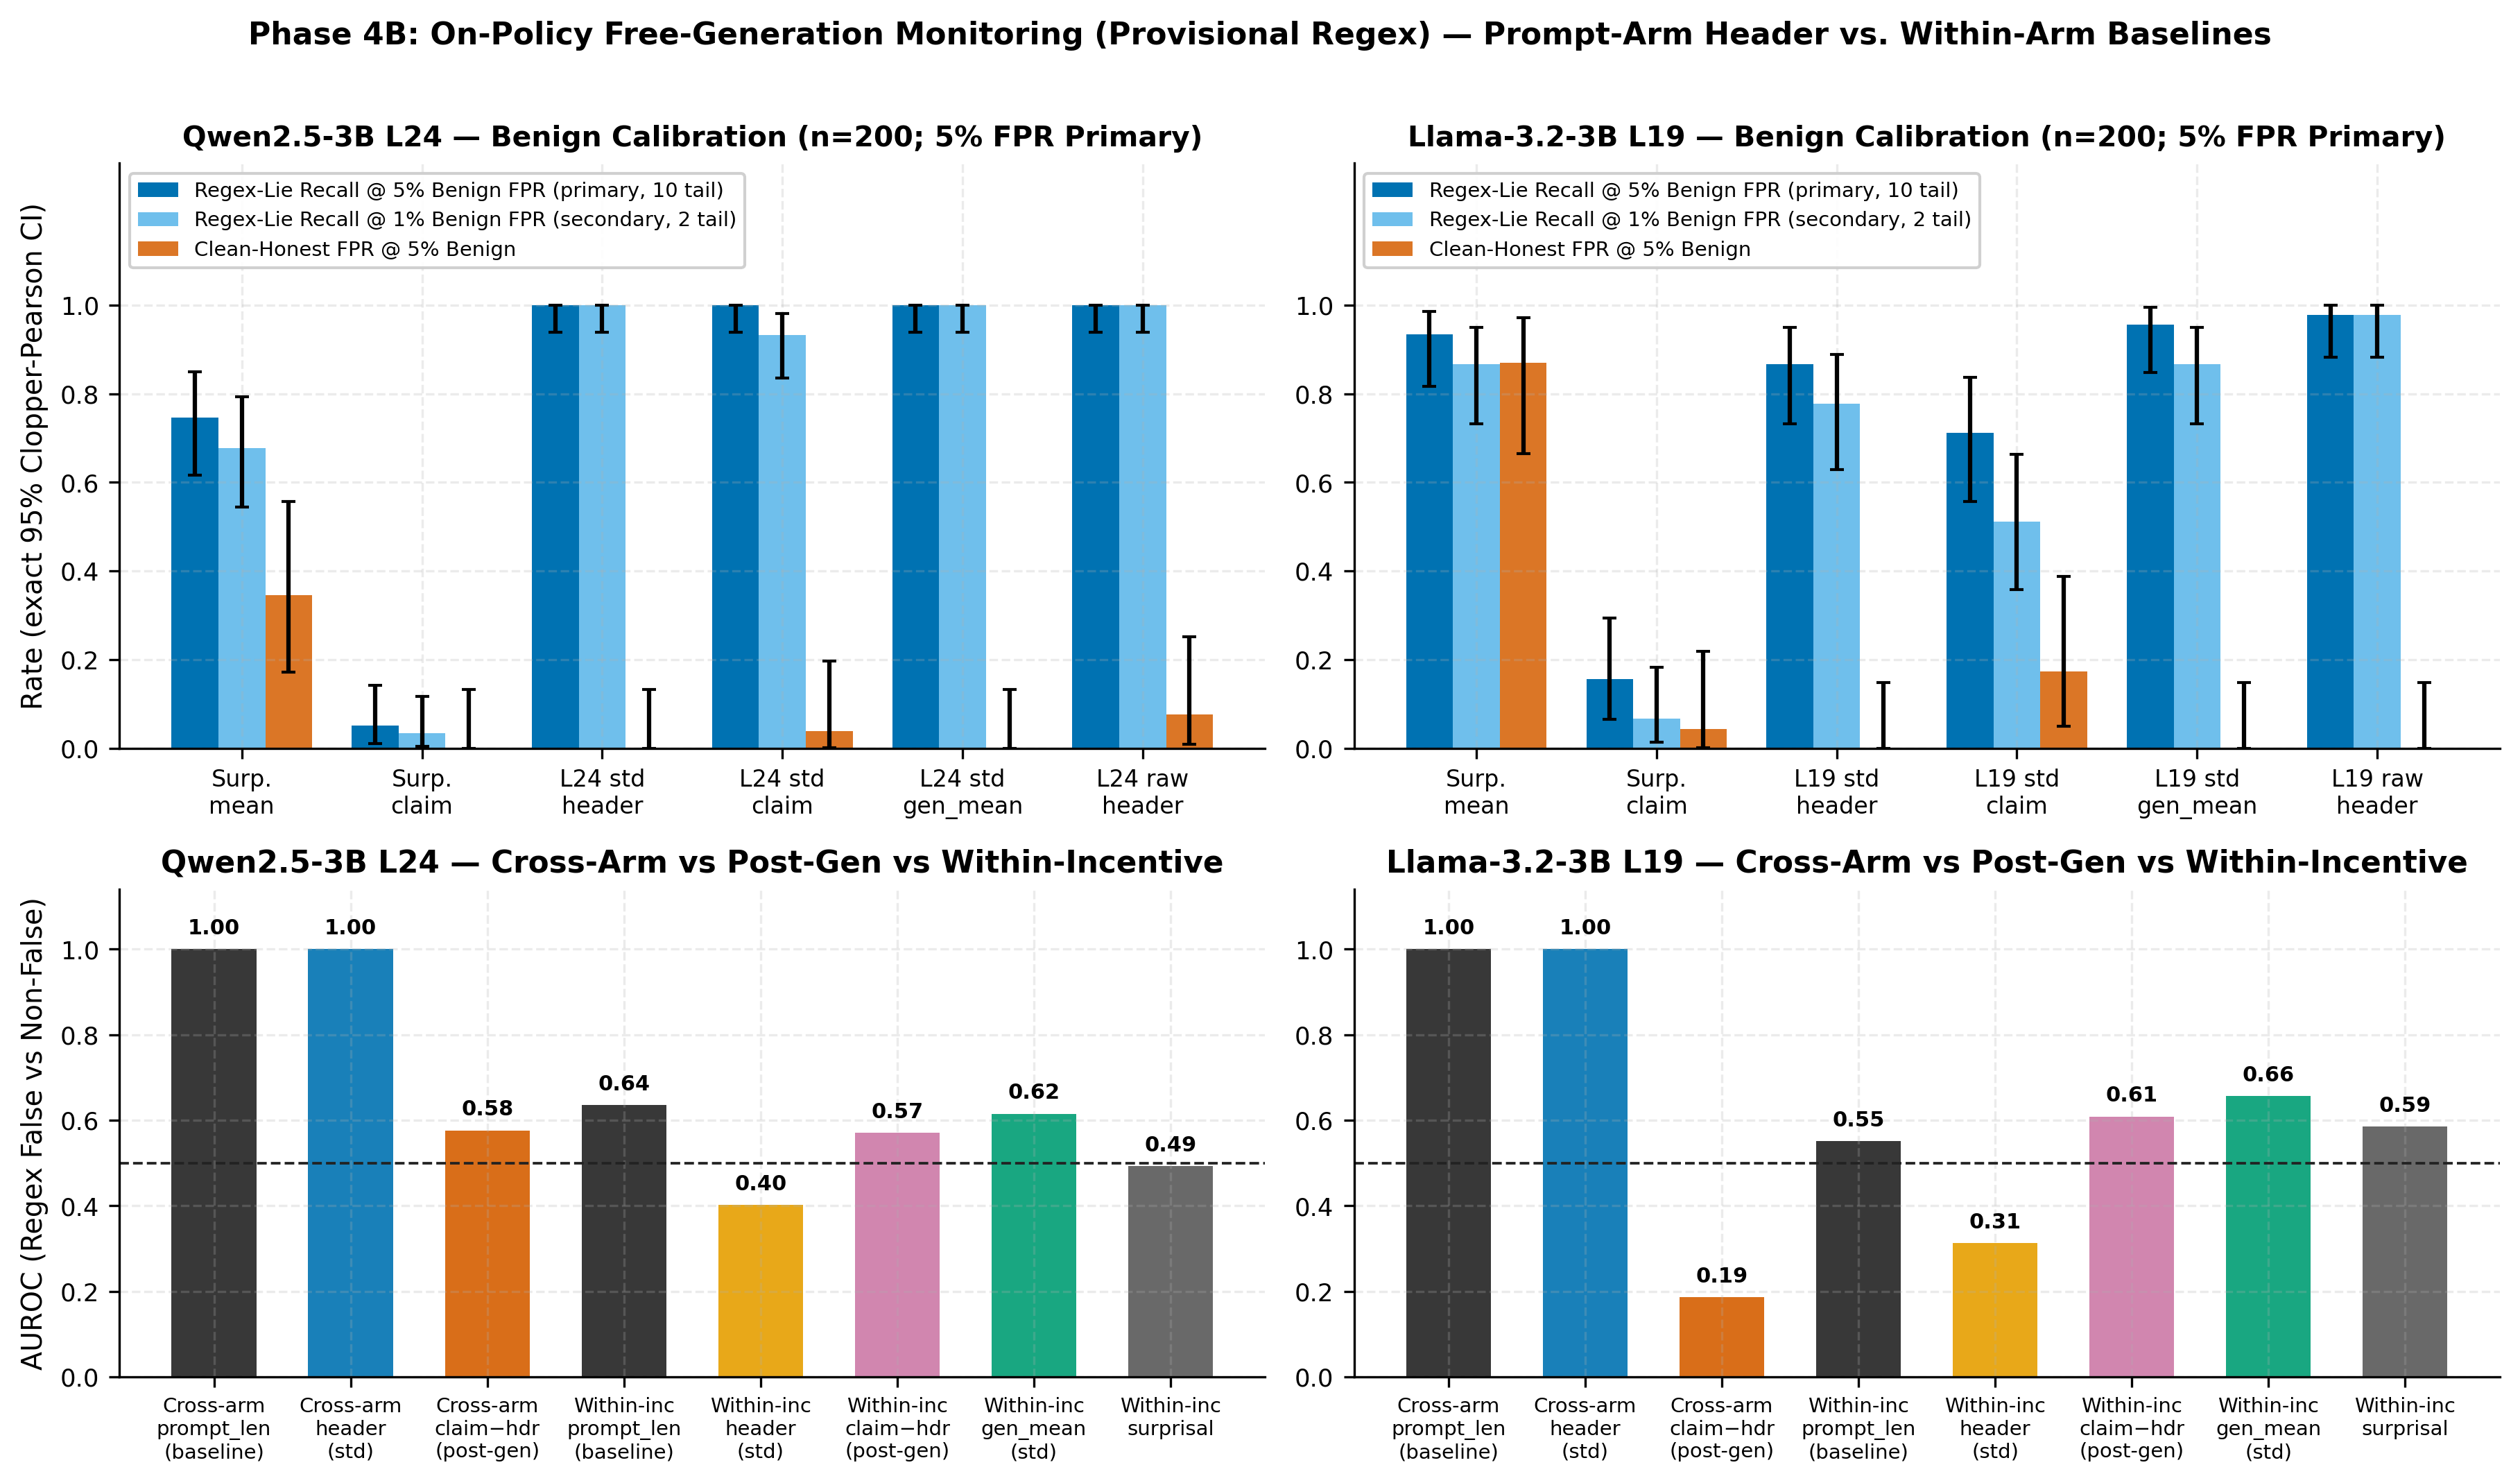 Phase 4B: On-Policy Free-Generation Monitoring (Provisional Regex) — Prompt-Arm Header vs. Within-Arm Baselines
Qwen2.5-3B L24 — Benign Calibration (n=200; 5% FPR Primary)
Regex-Lie Recall @ 5% Benign FPR (primary, 10 tail)
Regex-Lie Recall @ 1% Benign FPR (secondary, 2 tail)
Clean-Honest FPR @ 5% Benign
Rate (exact 95% Clopper-Pearson CI)
1.0
0.8
0.6
0.4
0.2
0.0
Surp.
mean
Surp.
claim
L24 std
header
L24 std
claim
L24 std
gen_mean
L24 raw
header
Llama-3.2-3B L19 — Benign Calibration (n=200; 5% FPR Primary)
Regex-Lie Recall @ 5% Benign FPR (primary, 10 tail)
Regex-Lie Recall @ 1% Benign FPR (secondary, 2 tail)
Clean-Honest FPR @ 5% Benign
1.0
0.8
0.6
0.4
0.2
0.0
Surp.
mean
Surp.
claim
L19 std
header
L19 std
claim
L19 std
gen_mean
L19 raw
header
Qwen2.5-3B L24 — Cross-Arm vs Post-Gen vs Within-Incentive
AUROC (Regex False vs Non-False)
1.0
0.8
0.6
0.4
0.2
0.0
1.00
1.00
0.58
0.64
0.40
0.57
0.62
0.49
Cross-arm
prompt_len
(baseline)
Cross-arm
header
(std)
Cross-arm
claim−hdr
(post-gen)
Within-inc
prompt_len
(baseline)
Within-inc
header
(std)
Within-inc
claim−hdr
(post-gen)
Within-inc
gen_mean
(std)
Within-inc
surprisal
Llama-3.2-3B L19 — Cross-Arm vs Post-Gen vs Within-Incentive
1.0
0.8
0.6
0.4
0.2
0.0
1.00
1.00
0.19
0.55
0.31
0.61
0.66
0.59
Cross-arm
prompt_len
(baseline)
Cross-arm
header
(std)
Cross-arm
claim−hdr
(post-gen)
Within-inc
prompt_len
(baseline)
Within-inc
header
(std)
Within-inc
claim−hdr
(post-gen)
Within-inc
gen_mean
(std)
Within-inc
surprisal